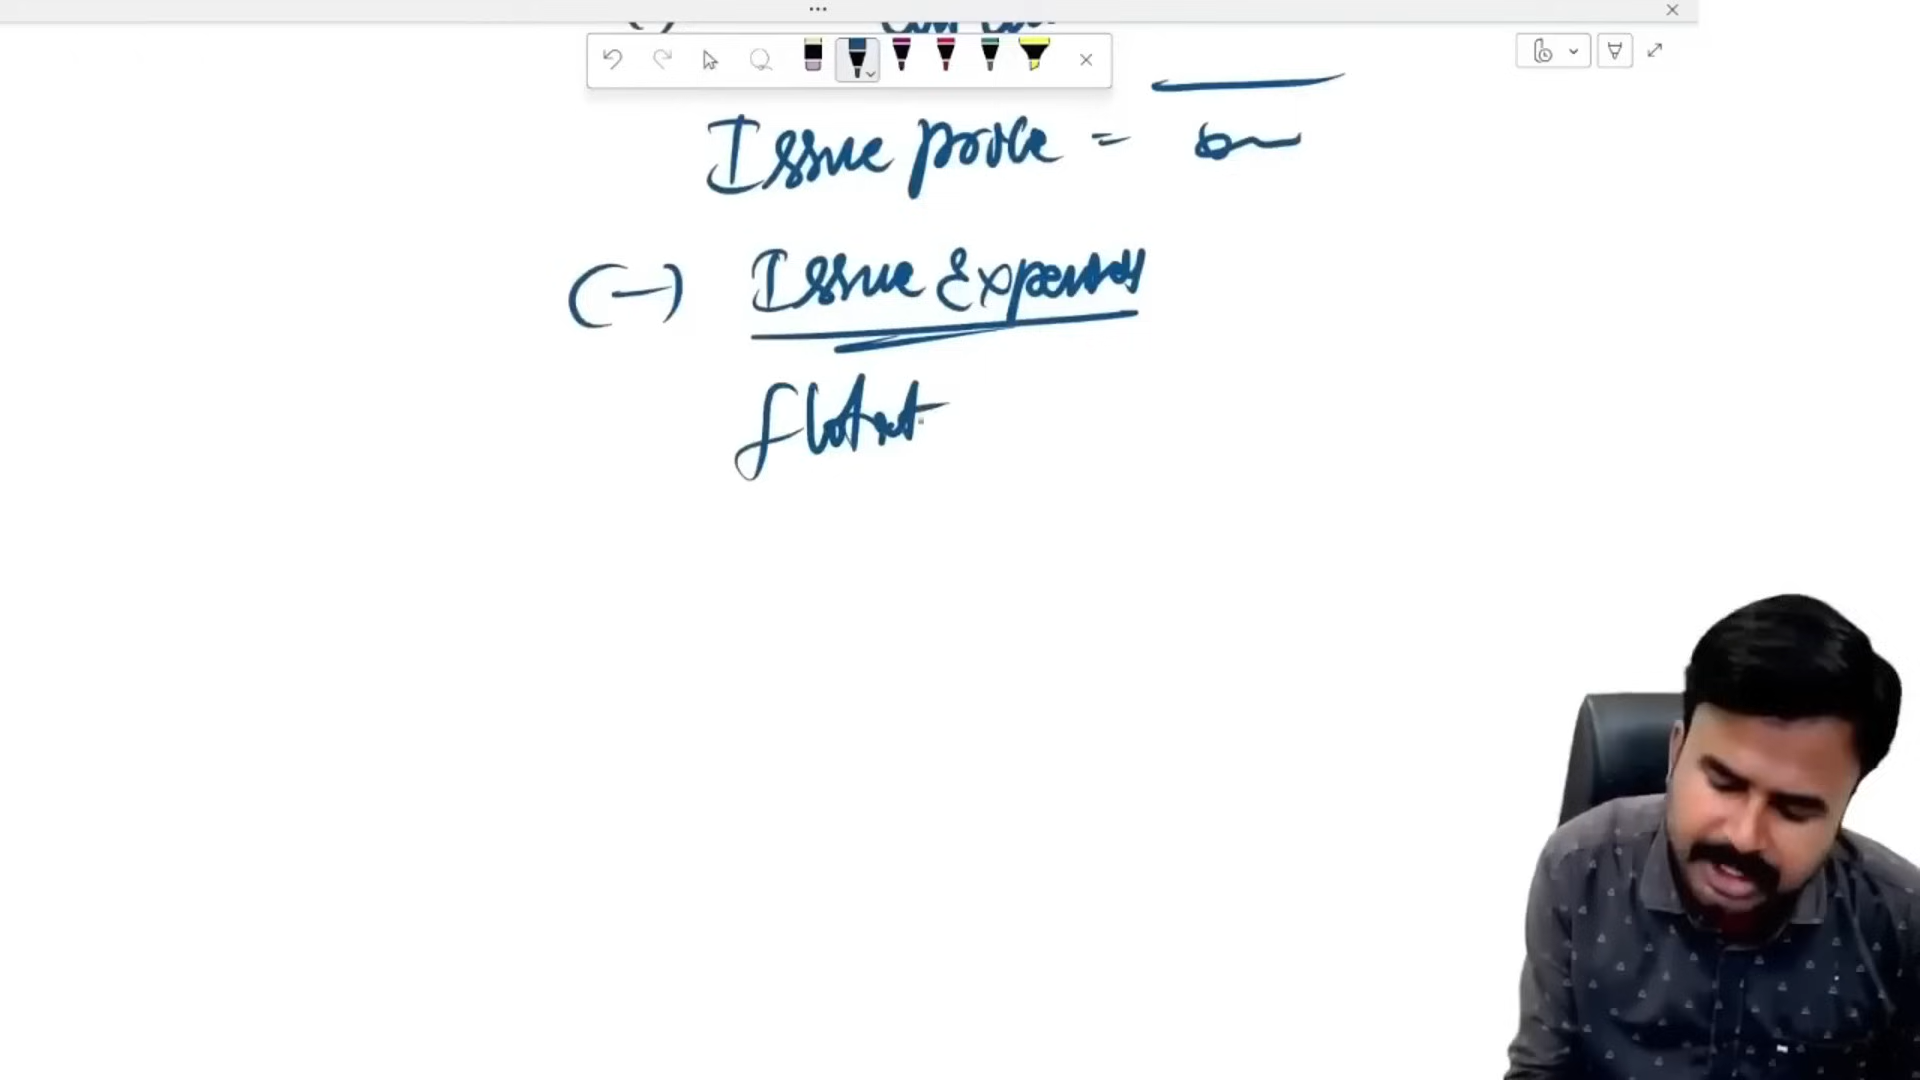 Issue price =
(-) Issue Expenses
flotat